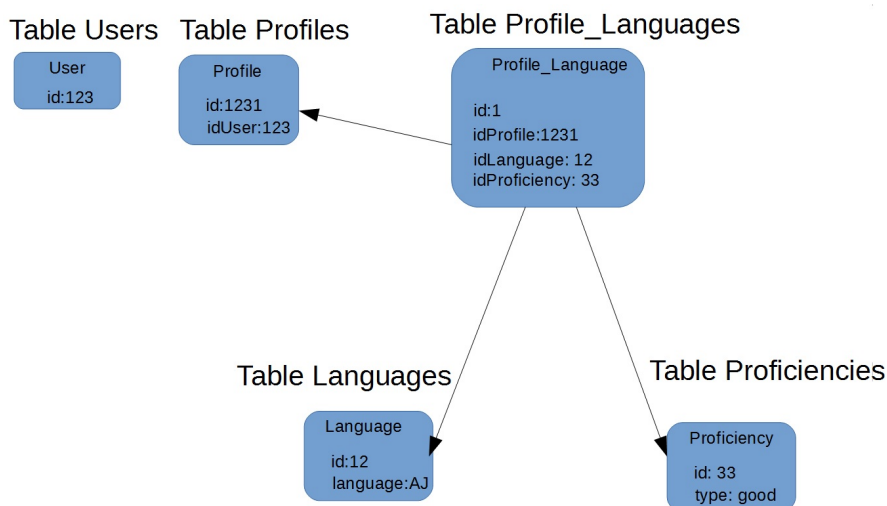 Table Users
Table Profiles
Table Profile_Languages
User
id:123
Profile
id:1231
idUser:123
Profile_Language
id:1
idProfile:1231
idLanguage: 12
idProficiency: 33
Table Languages
Table Proficiencies
Language
id:12
language:AJ
Proficiency
id: 33
type: good